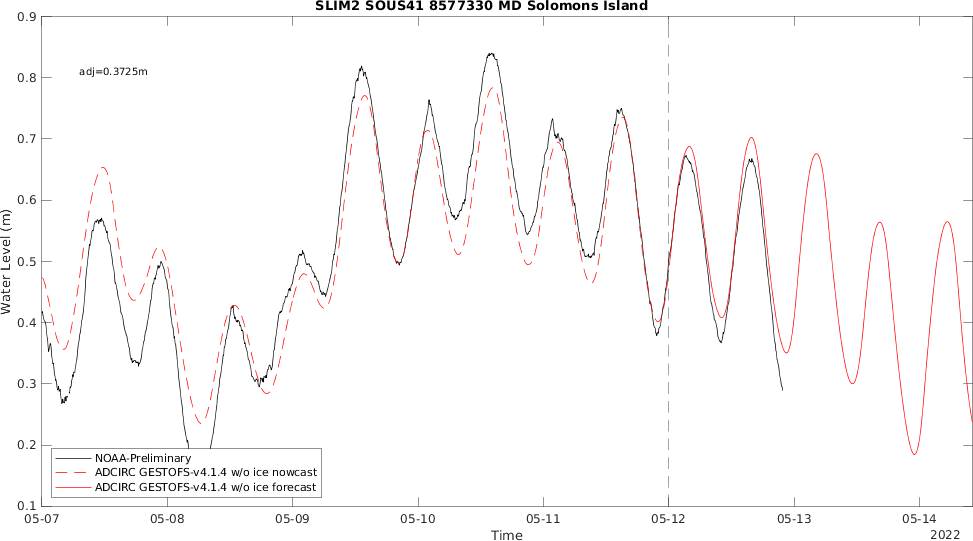 SLIM2 SOUS41 8577330 MD Solomons Island
0.9
adj=0.3725m
0.8
0.7
0.6
0.5
0.4
0.3
0.2
0.1
Water Level (m)
NOAA-Preliminary
ADCIRC GESTOFS-v4.1.4 w/o ice nowcast
ADCIRC GESTOFS-v4.1.4 w/o ice forecast
05-07 05-08 05-09 05-10 05-11 05-12 05-13 05-14
Time
2022